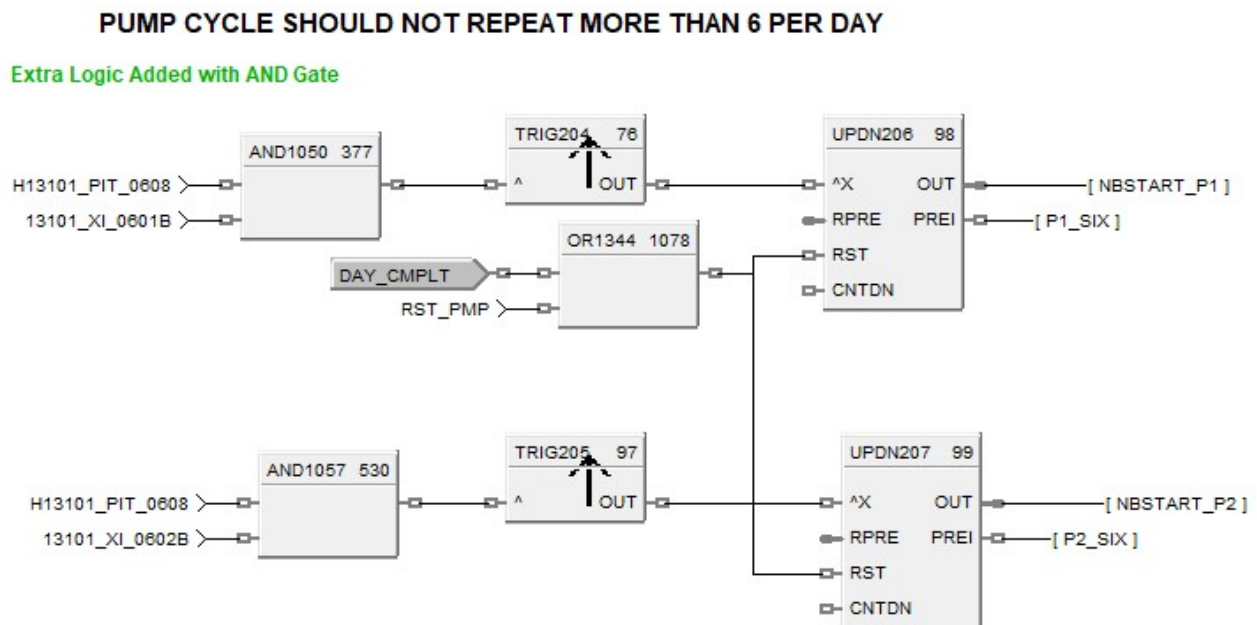 PUMP CYCLE SHOULD NOT REPEAT MORE THAN 6 PER DAY
Extra Logic Added with AND Gate
TRIG204 76
UPDN206 98
AND1050 377
H13101_PIT_0608
^ OUT
^X OUT
[ NBSTART_P1 ]
13101_XI_0601B
RPRE PREI
[ P1_SIX ]
OR1344 1078
RST
DAY_CMPLT
CNTDN
RST_PMP
TRIG205 97
UPDN207 99
AND1057 530
H13101_PIT_0608
^ OUT
^X OUT
[ NBSTART_P2 ]
13101_XI_0602B
RPRE PREI
[ P2_SIX ]
RST
CNTDN